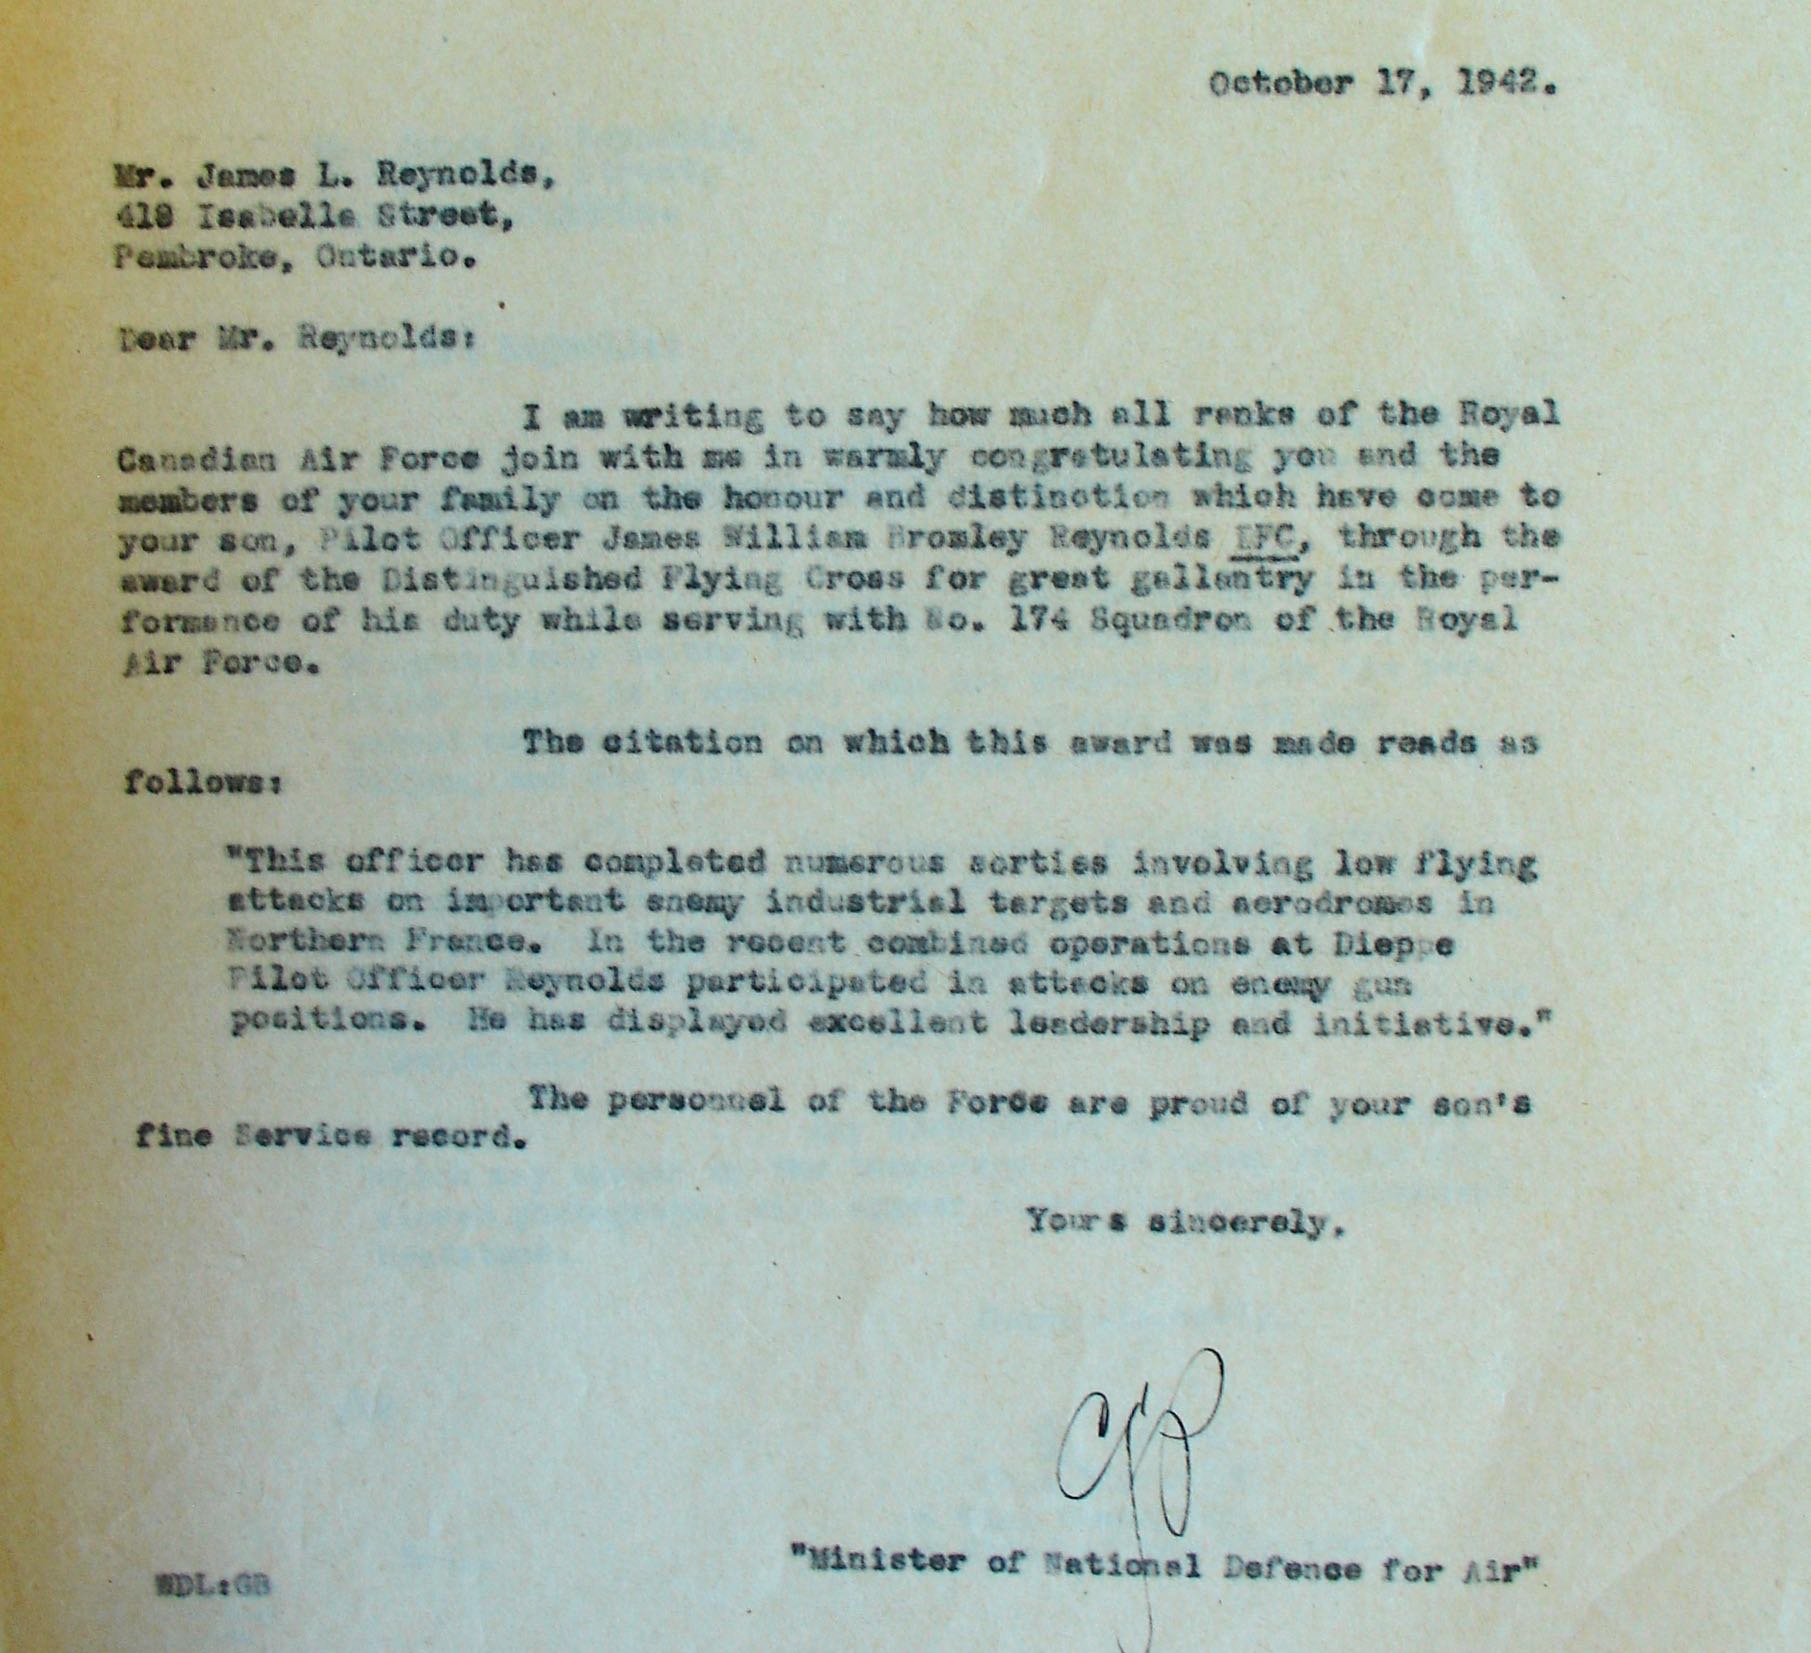 October 17, 1942.
Mr. James L. Reynolds,
418 Isabella Street,
Pembroke, Ontario.
Dear Mr. Reynolds:
I am writing to say how much all ranks of the Royal
Canadian Air Force join with me in warmly congratulating you and the
members of your family on the honour and distinction which have come to
your son, Pilot Officer James William Bromley Reynolds DFC, through the
award of the Distinguished Flying Cross for great gallantry in the per-
formance of his duty while serving with No. 174 Squadron of the Royal
Air Force.
The citation on which this award was made reads as
follows:
"This officer has completed numerous sorties involving low flying
attacks on important enemy industrial targets and aerodromes in
Northern France. In the recent combined operations at Dieppe
Pilot Officer Reynolds participated in attacks on enemy gun
positions. He has displayed excellent leadership and initiative."
The personnel of the Force are proud of your son's
fine Service record.
Yours sincerely,
"Minister of National Defence for Air"
WDL:GB